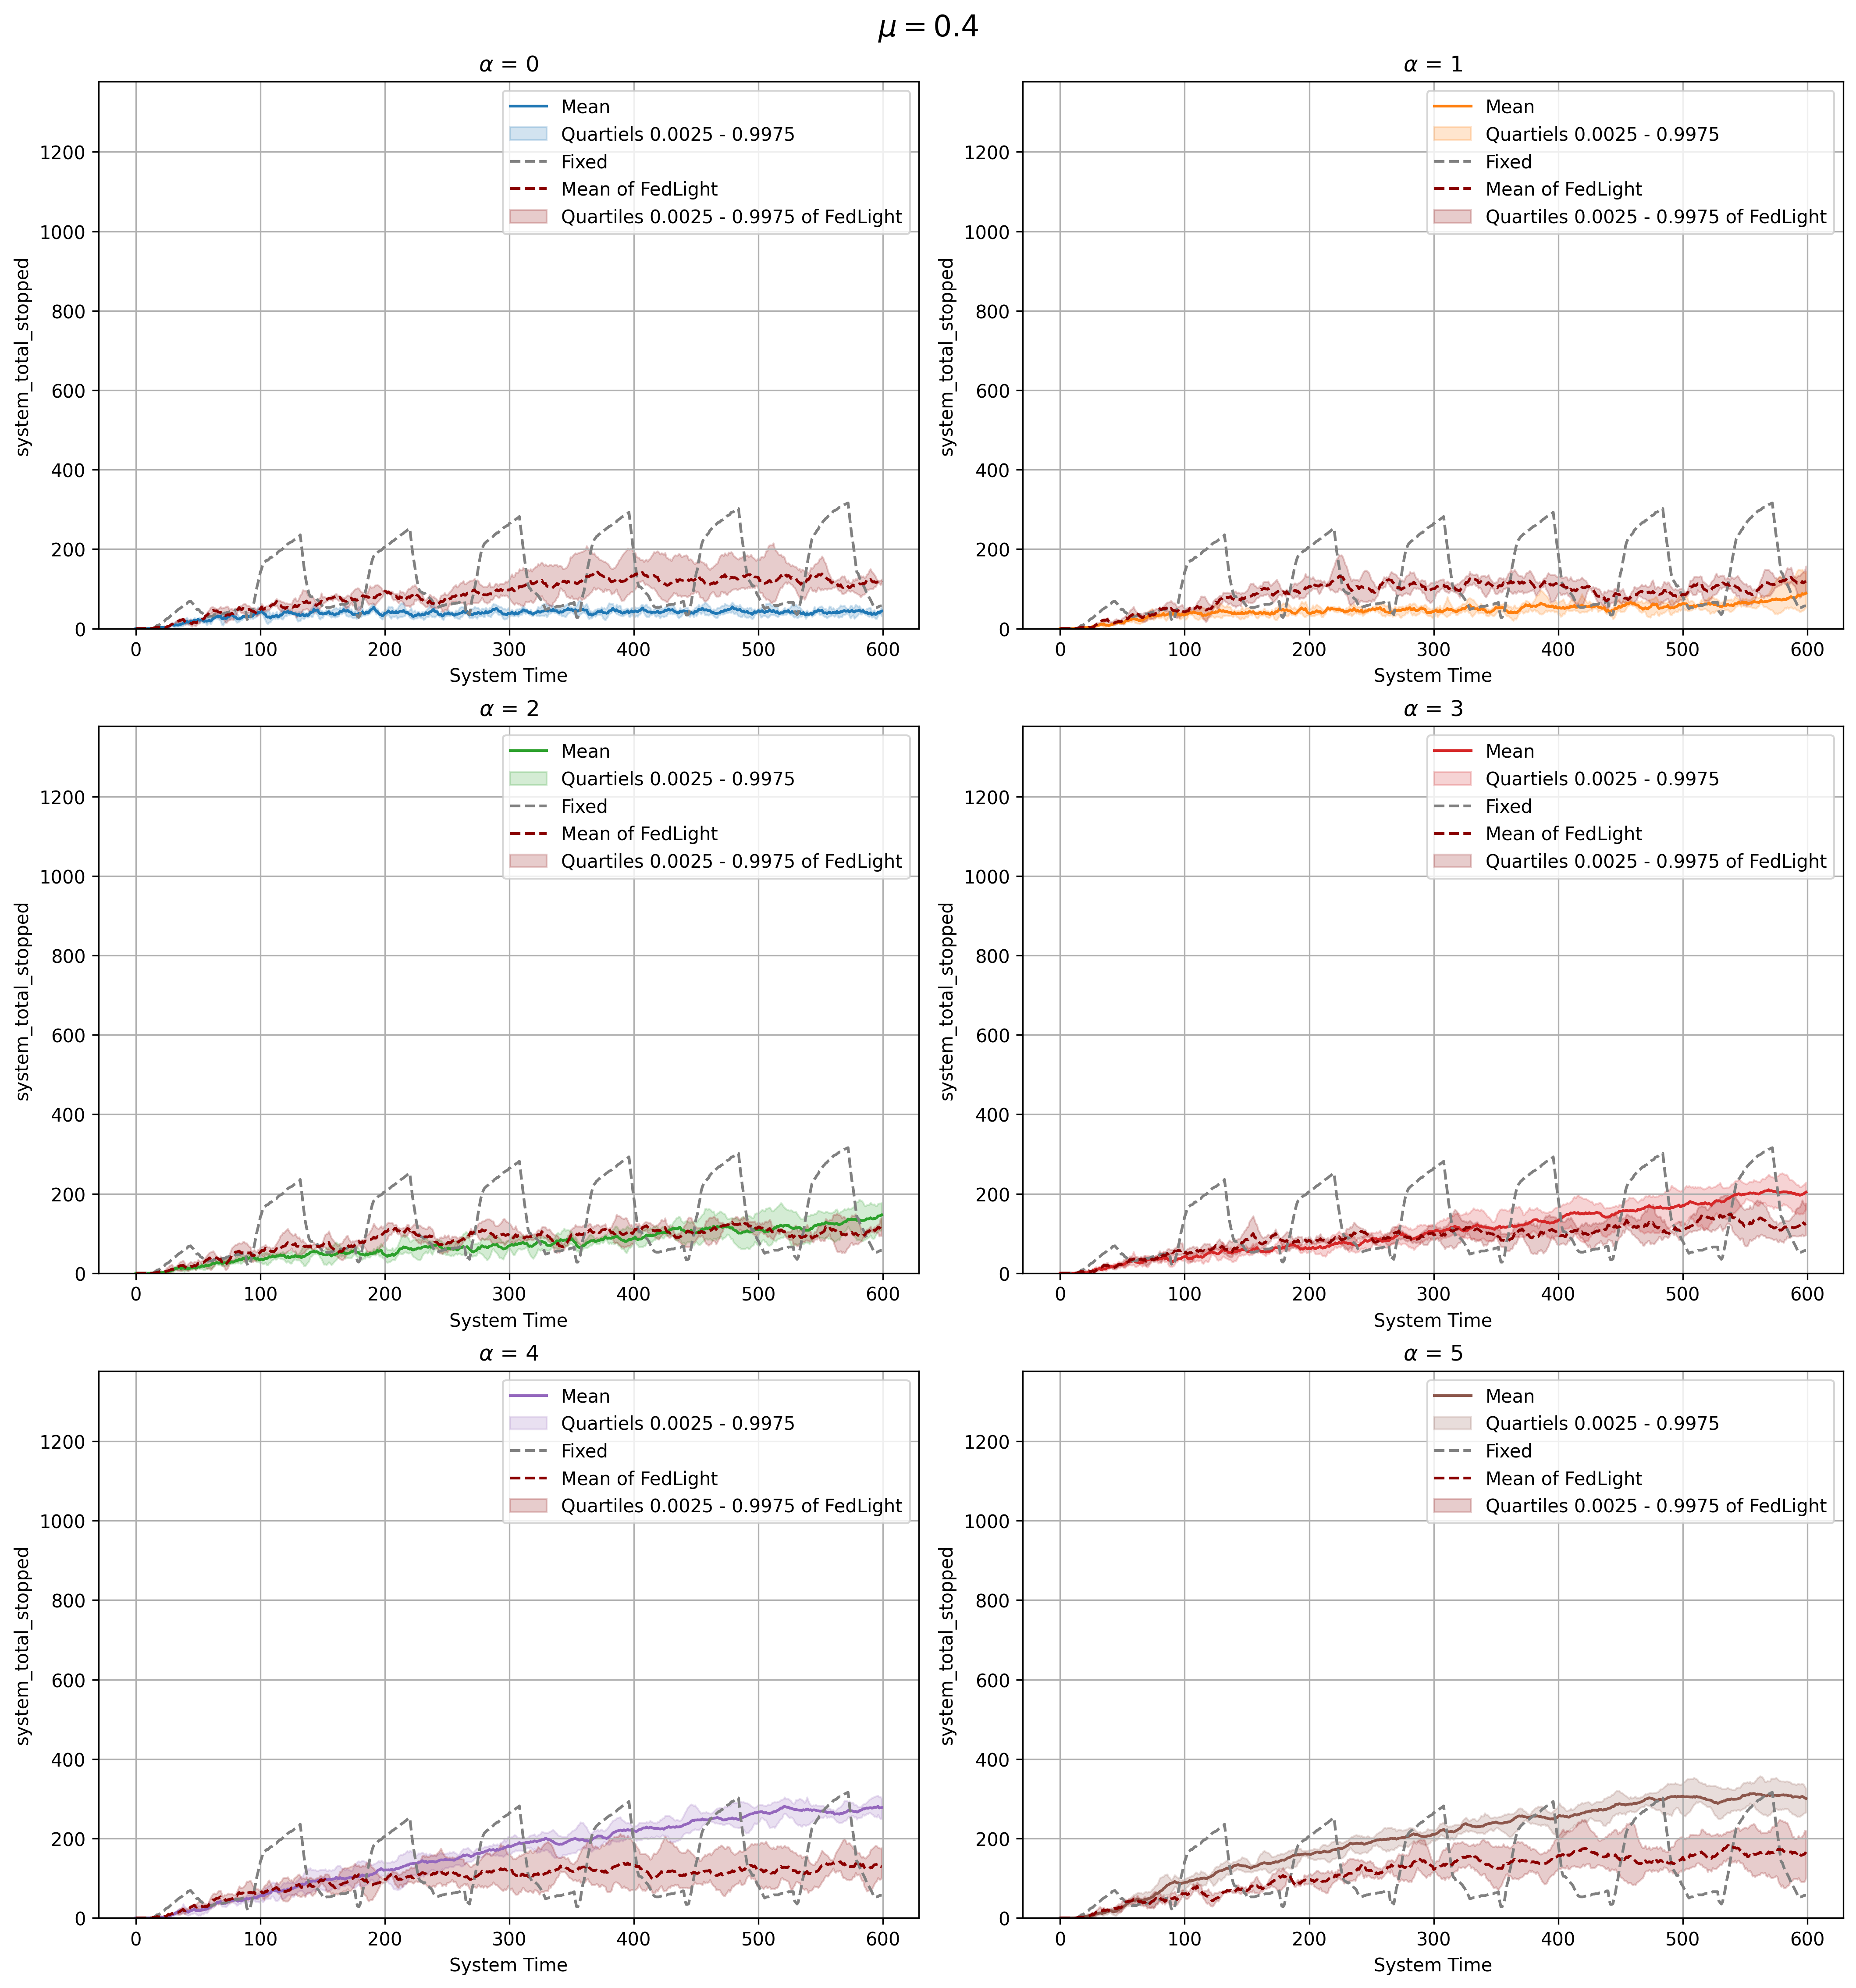 μ = 0.4
α = 0
Mean
Quartiels 0.0025 - 0.9975
Fixed
Mean of FedLight
Quartiles 0.0025 - 0.9975 of FedLight
system_total_stopped
1200
1000
800
600
400
200
0
0 100 200 300 400 500 600
System Time
α = 1
Mean
Quartiels 0.0025 - 0.9975
Fixed
Mean of FedLight
Quartiles 0.0025 - 0.9975 of FedLight
system_total_stopped
1200
1000
800
600
400
200
0
0 100 200 300 400 500 600
System Time
α = 2
Mean
Quartiels 0.0025 - 0.9975
Fixed
Mean of FedLight
Quartiles 0.0025 - 0.9975 of FedLight
system_total_stopped
1200
1000
800
600
400
200
0
0 100 200 300 400 500 600
System Time
α = 3
Mean
Quartiels 0.0025 - 0.9975
Fixed
Mean of FedLight
Quartiles 0.0025 - 0.9975 of FedLight
system_total_stopped
1200
1000
800
600
400
200
0
0 100 200 300 400 500 600
System Time
α = 4
Mean
Quartiels 0.0025 - 0.9975
Fixed
Mean of FedLight
Quartiles 0.0025 - 0.9975 of FedLight
system_total_stopped
1200
1000
800
600
400
200
0
0 100 200 300 400 500 600
System Time
α = 5
Mean
Quartiels 0.0025 - 0.9975
Fixed
Mean of FedLight
Quartiles 0.0025 - 0.9975 of FedLight
system_total_stopped
1200
1000
800
600
400
200
0
0 100 200 300 400 500 600
System Time